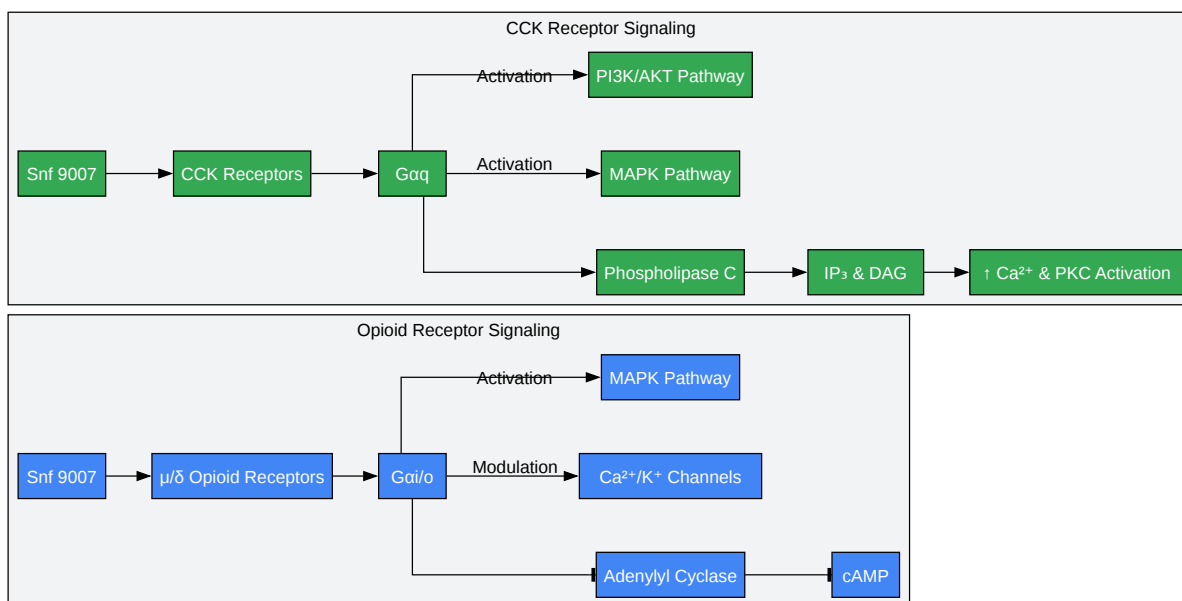 CCK Receptor Signaling
Activation
PI3K/AKT Pathway
Snf 9007
CCK Receptors
Gαq
Activation
MAPK Pathway
Phospholipase C
IP₃ & DAG
↑ Ca²⁺ & PKC Activation
Opioid Receptor Signaling
Activation
MAPK Pathway
Snf 9007
μ/δ Opioid Receptors
Gαi/o
Modulation
Ca²⁺/K⁺ Channels
Adenylyl Cyclase
cAMP